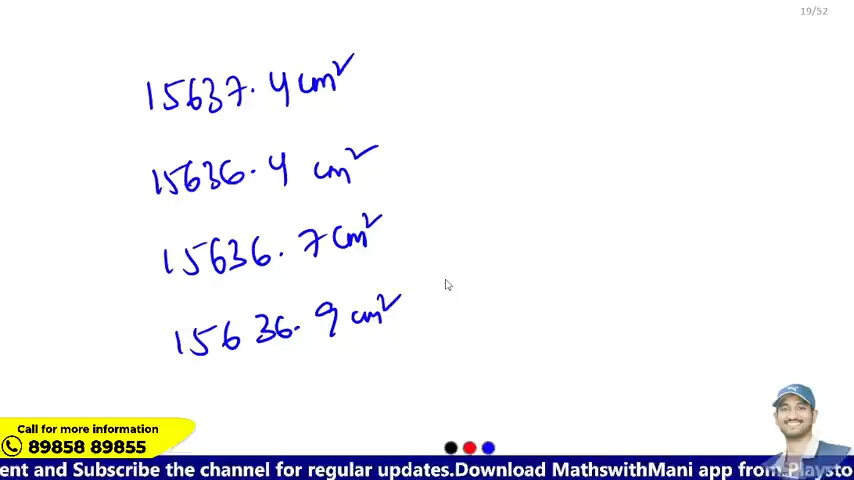 19/52
15637.4 cm²
15636.4 cm²
15636.7 cm²
15636.9 cm²
Call for more information
89858 89855
ent and Subscribe the channel for regular updates.Download MathswithMani app from Playsto